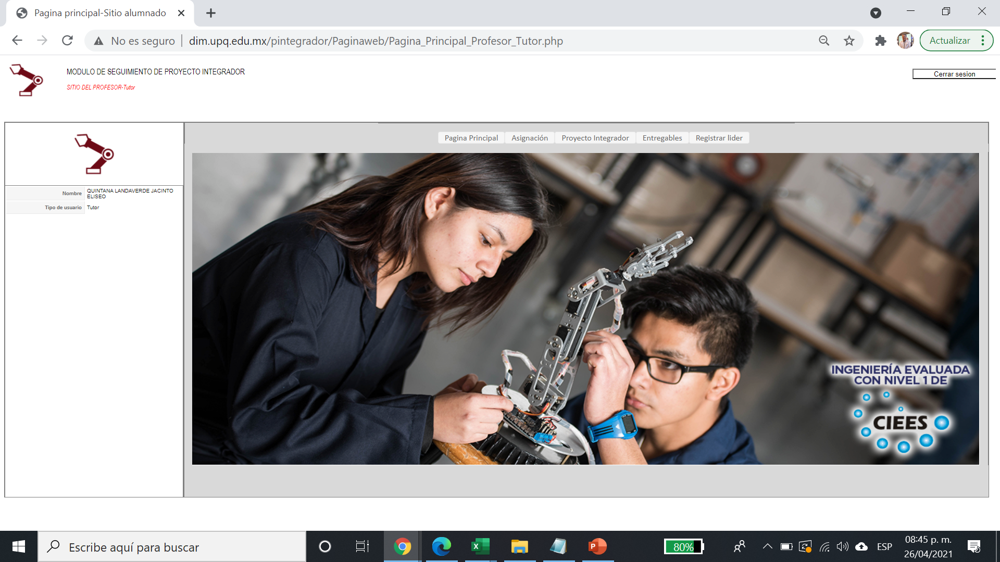 Pagina principal-Sitio alumnado
No es seguro
dim.upq.edu.mx/pintegrador/Paginaweb/Pagina_Principal_Profesor_Tutor.php
Actualizar
MODULO DE SEGUIMIENTO DE PROYECTO INTEGRADOR
SITIO DEL PROFESOR-Tutor
Cerrar sesion
Pagina Principal
Asignación
Proyecto Integrador
Entregables
Registrar lider
Nombre
QUINTANA LANDAVERDE JACINTO
ELISEO
Tipo de usuario
Tutor
INGENIERÍA EVALUADA
CON NIVEL 1 DE
CIEES
Escribe aquí para buscar
80%
ESP
08:45 p. m.
26/04/2021